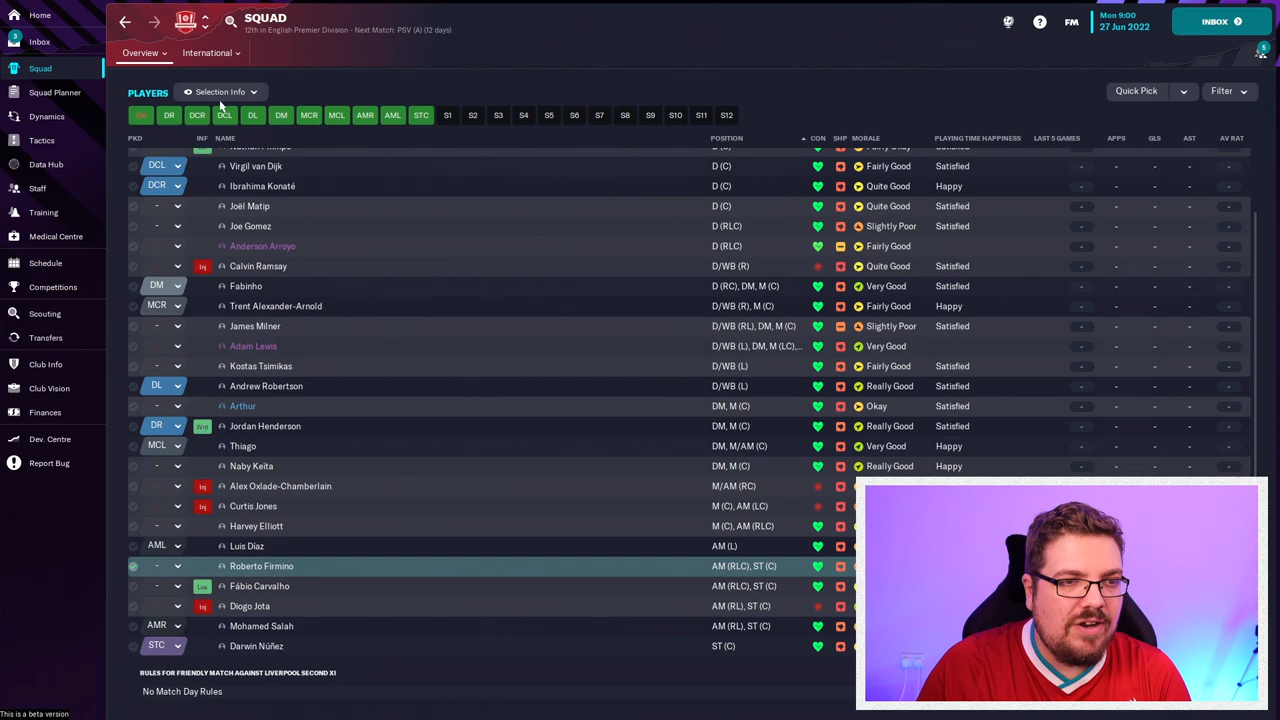 Home
SQUAD
12th in English Premier Division - Next Match: PSV (A) (12 days)
FM
Mon 9:00
27 Jun 2022
INBOX
3
Inbox
Overview
International
5
Squad
Squad Planner
Dynamics
Tactics
Data Hub
Staff
Training
Medical Centre
Schedule
Competitions
Scouting
Transfers
Club Info
Club Vision
Finances
Dev. Centre
Report Bug
This is a beta version
PLAYERS
Selection Info
Quick Pick
Filter
DR DCR DCL DL DM MCR MCL AMR AML STC S1 S2 S3 S4 S5 S6 S7 S8 S9 S10 S11 S12
PKD INF NAME POSITION CON SHP MORALE PLAYING TIME HAPPINESS LAST 5 GAMES APPS GLS AST AV RAT
DCL Virgil van Dijk D (C) Fairly Good Satisfied - - - - -
DCR Ibrahima Konaté D (C) Quite Good Happy - - - - -
- Joël Matip D (C) Quite Good Satisfied - - - - -
- Joe Gomez D (RLC) Slightly Poor Satisfied - - - - -
Anderson Arroyo D (RLC) Fairly Good - - - - -
Inj Calvin Ramsay D/WB (R) Quite Good Satisfied - - - - -
DM Fabinho D (RC), DM, M (C) Very Good Satisfied - - - - -
MCR Trent Alexander-Arnold D/WB (R), M (C) Fairly Good Happy - - - - -
- James Milner D/WB (RL), DM, M (C) Slightly Poor Satisfied - - - - -
Adam Lewis D/WB (L), DM, M (LC),... Very Good - - - - -
- Kostas Tsimikas D/WB (L) Fairly Good Satisfied - - - - -
DL Andrew Robertson D/WB (L) Really Good Satisfied - - - - -
- Arthur DM, M (C) Okay Satisfied - - - - -
DR Wnt Jordan Henderson DM, M (C) Really Good Satisfied - - - - -
MCL Thiago DM, M/AM (C) Very Good Happy - - - - -
- Naby Keïta DM, M (C) Really Good Happy - - - - -
- Inj Alex Oxlade-Chamberlain M/AM (RC)
- Inj Curtis Jones M (C), AM (LC)
- Harvey Elliott M (C), AM (RLC)
AML Luis Díaz AM (L)
- Roberto Firmino AM (RLC), ST (C)
Loa Fábio Carvalho AM (RLC), ST (C)
Inj Diogo Jota AM (RL), ST (C)
AMR Mohamed Salah AM (RL), ST (C)
STC Darwin Núñez ST (C)
RULES FOR FRIENDLY MATCH AGAINST LIVERPOOL SECOND XI
No Match Day Rules